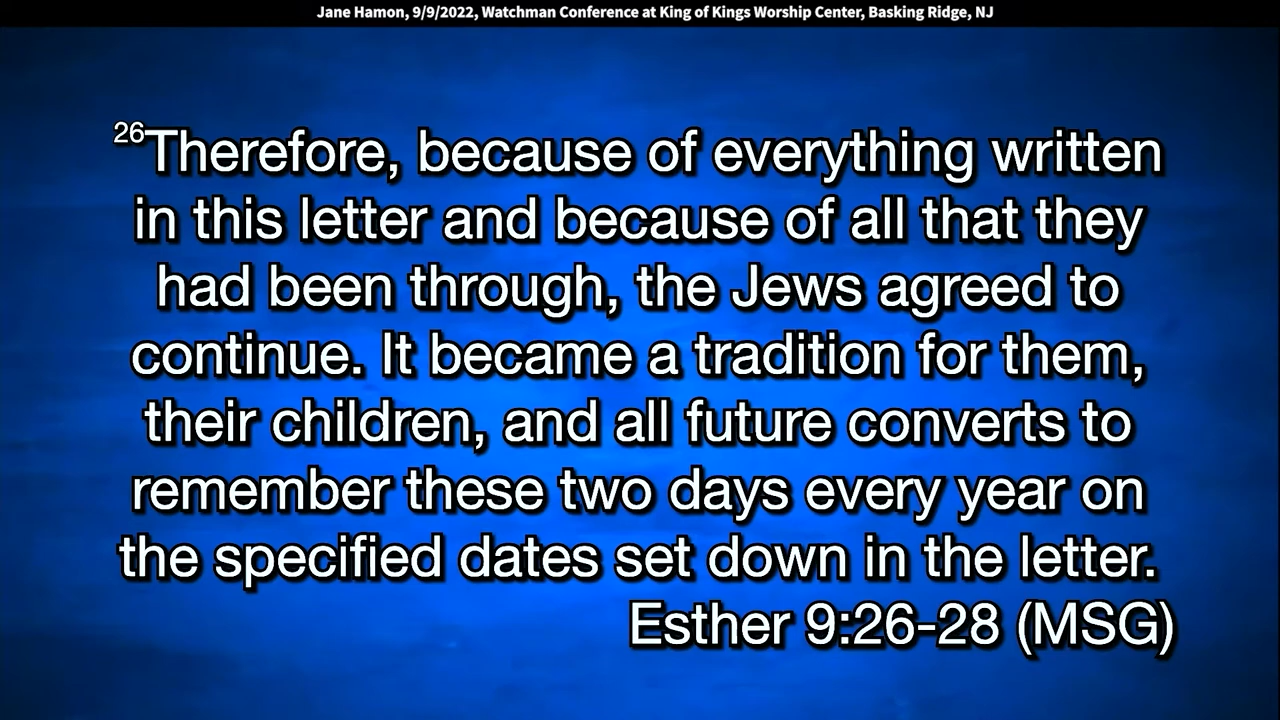 Jane Hamon, 9/9/2022, Watchman Conference at King of Kings Worship Center, Basking Ridge, NJ
26Therefore, because of everything written
in this letter and because of all that they
had been through, the Jews agreed to
continue. It became a tradition for them,
their children, and all future converts to
remember these two days every year on
the specified dates set down in the letter.
Esther 9:26-28 (MSG)